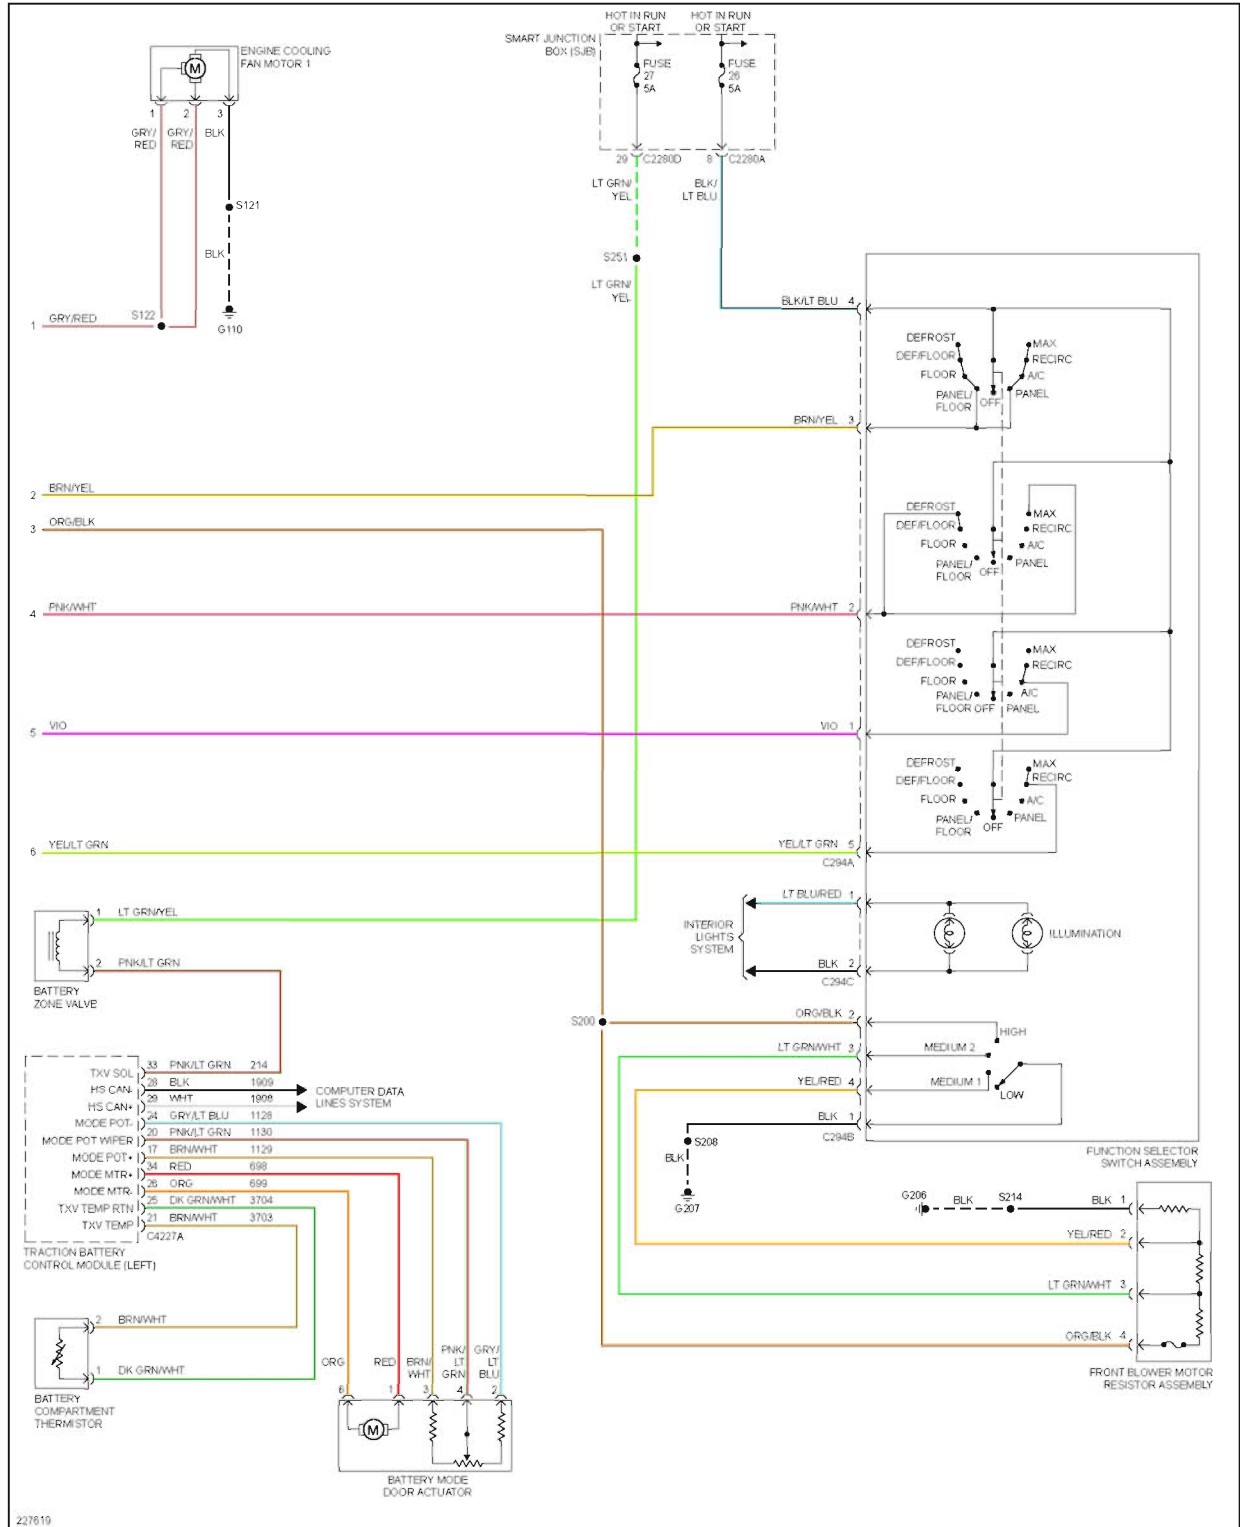 HOT IN RUN
OR START
HOT IN RUN
OR START
SMART JUNCTION
BOX (SJB)
FUSE
27
5A
FUSE
26
5A
29 C2280D
8 C2280A
LT GRN/
YEL
BLK/
LT BLU
S251
LT GRN/
YEL
ENGINE COOLING
FAN MOTOR 1
M
1 2 3
GRY/
RED
GRY/
RED
BLK
S121
BLK
G110
S122
1 GRY/RED
BLK/LT BLU 4
DEFROST
DEF/FLOOR
FLOOR
PANEL/
FLOOR
OFF
MAX
RECIRC
A/C
PANEL
BRN/YEL 3
2 BRN/YEL
3 ORG/BLK
DEFROST
DEF/FLOOR
FLOOR
PANEL/
FLOOR
OFF
MAX
RECIRC
A/C
PANEL
4 PNK/WHT
PNK/WHT 2
DEFROST
DEF/FLOOR
FLOOR
PANEL/
FLOOR
OFF
MAX
RECIRC
A/C
PANEL
5 VIO
VIO 1
DEFROST
DEF/FLOOR
FLOOR
PANEL/
FLOOR
OFF
MAX
RECIRC
A/C
PANEL
6 YEL/LT GRN
YEL/LT GRN 5
C294A
1 LT GRN/YEL
2 PNK/LT GRN
BATTERY
ZONE VALVE
INTERIOR
LIGHTS
SYSTEM
LT BLU/RED 1
BLK 2
C294C
ILLUMINATION
S200
ORG/BLK 2
LT GRN/WHT 3
YEL/RED 4
BLK 1
C294B
HIGH
MEDIUM 2
MEDIUM 1
LOW
S208
BLK
G207
FUNCTION SELECTOR
SWITCH ASSEMBLY
TXV SOL 33 PNK/LT GRN 214
HS CAN- 28 BLK 1909
HS CAN+ 29 WHT 1908
MODE POT- 24 GRY/LT BLU 1128
MODE POT WIPER 20 PNK/LT GRN 1130
MODE POT+ 17 BRN/WHT 1129
MODE MTR+ 34 RED 698
MODE MTR- 26 ORG 699
TXV TEMP RTN 25 DK GRN/WHT 3704
TXV TEMP 21 BRN/WHT 3703
C4227A
COMPUTER DATA
LINES SYSTEM
TRACTION BATTERY
CONTROL MODULE (LEFT)
G206 BLK S214 BLK 1
YEL/RED 2
LT GRN/WHT 3
ORG/BLK 4
FRONT BLOWER MOTOR
RESISTOR ASSEMBLY
2 BRN/WHT
1 DK GRN/WHT
BATTERY
COMPARTMENT
THERMISTOR
ORG
RED
BRN/
WHT
PNK/
LT
GRN
GRY/
LT
BLU
6 1 3 4 2
M
BATTERY MODE
DOOR ACTUATOR
227619